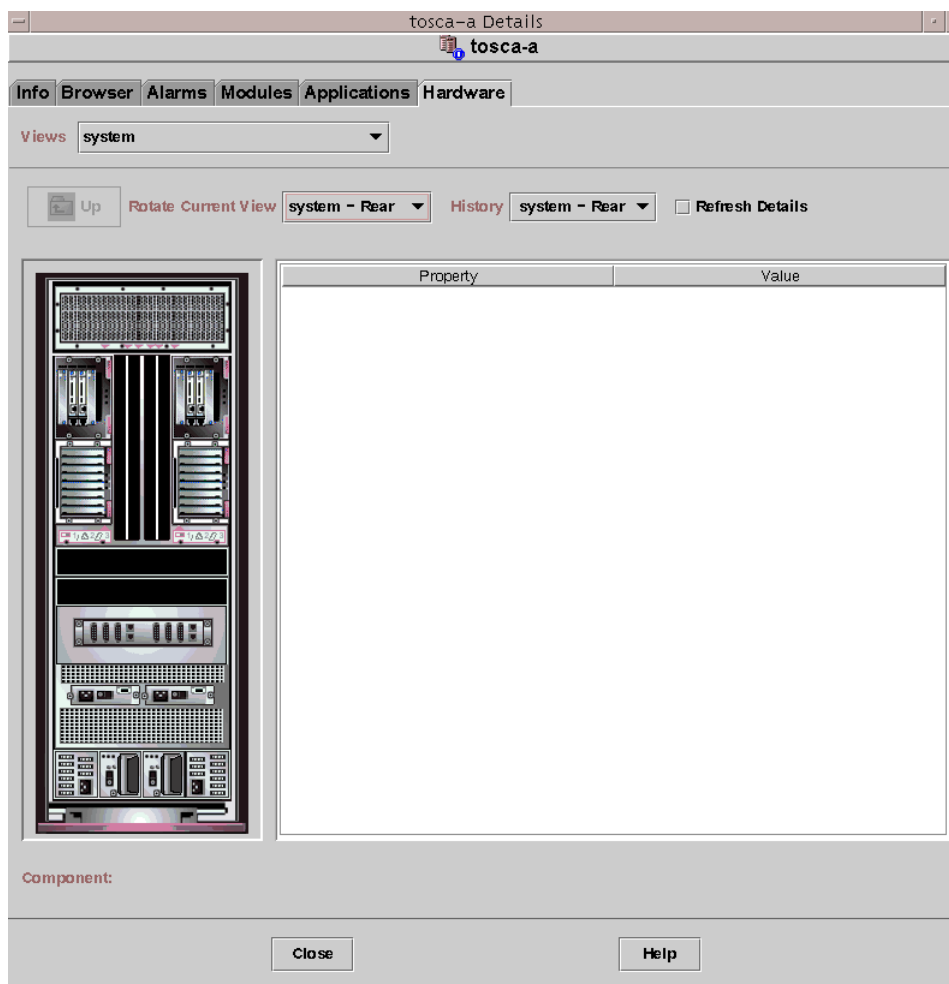 tosca-a Details
tosca-a
Info Browser Alarms Modules Applications Hardware
Views system
Up Rotate Current View system - Rear History system - Rear Refresh Details
Property Value
Component:
Close Help